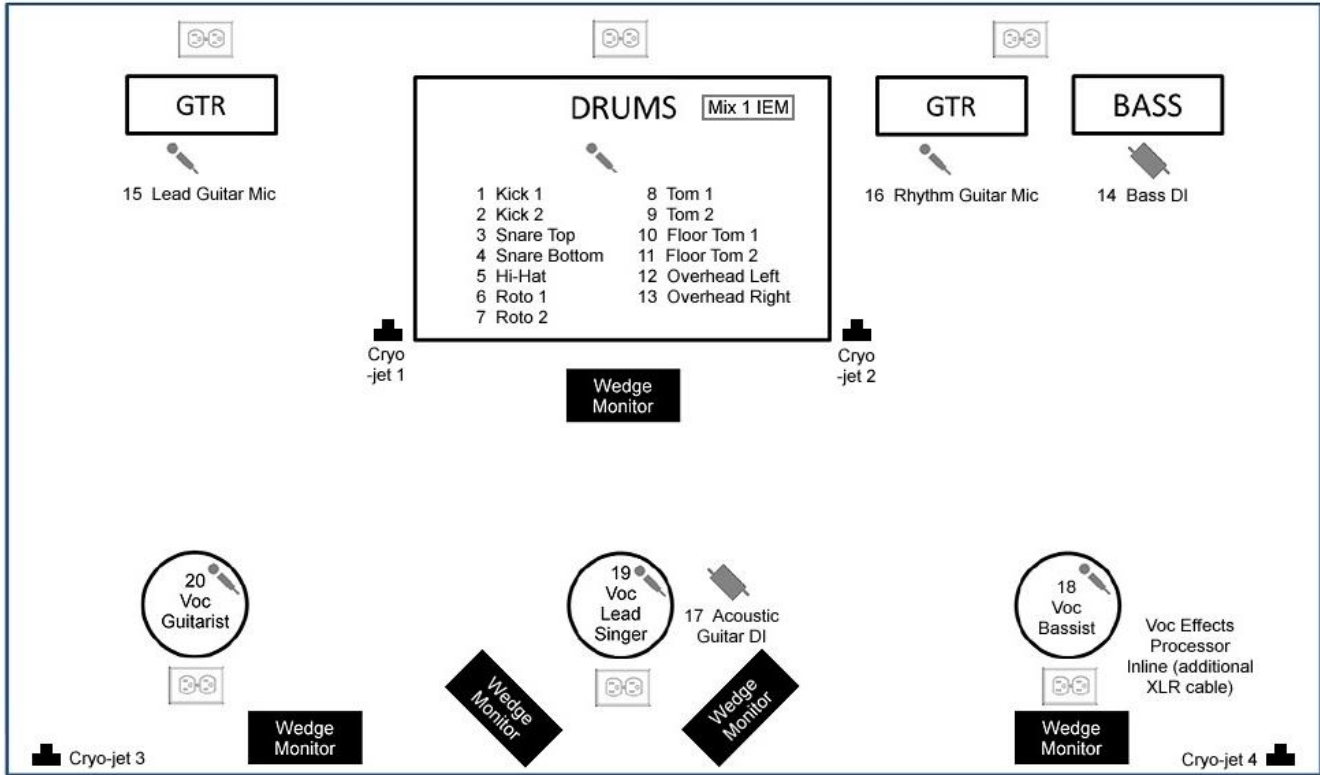 GTR
DRUMS
Mix 1 IEM
GTR
BASS
15 Lead Guitar Mic
1 Kick 1
2 Kick 2
3 Snare Top
4 Snare Bottom
5 Hi-Hat
6 Roto 1
7 Roto 2
8 Tom 1
9 Tom 2
10 Floor Tom 1
11 Floor Tom 2
12 Overhead Left
13 Overhead Right
16 Rhythm Guitar Mic
14 Bass DI
Cryo
-jet 1
Cryo
-jet 2
Wedge
Monitor
20
Voc
Guitarist
19
Voc
Lead
Singer
17 Acoustic
Guitar DI
18
Voc
Bassist
Voc Effects
Processor
Inline (additional
XLR cable)
Wedge
Monitor
Wedge
Monitor
Wedge
Monitor
Wedge
Monitor
Cryo-jet 3
Cryo-jet 4